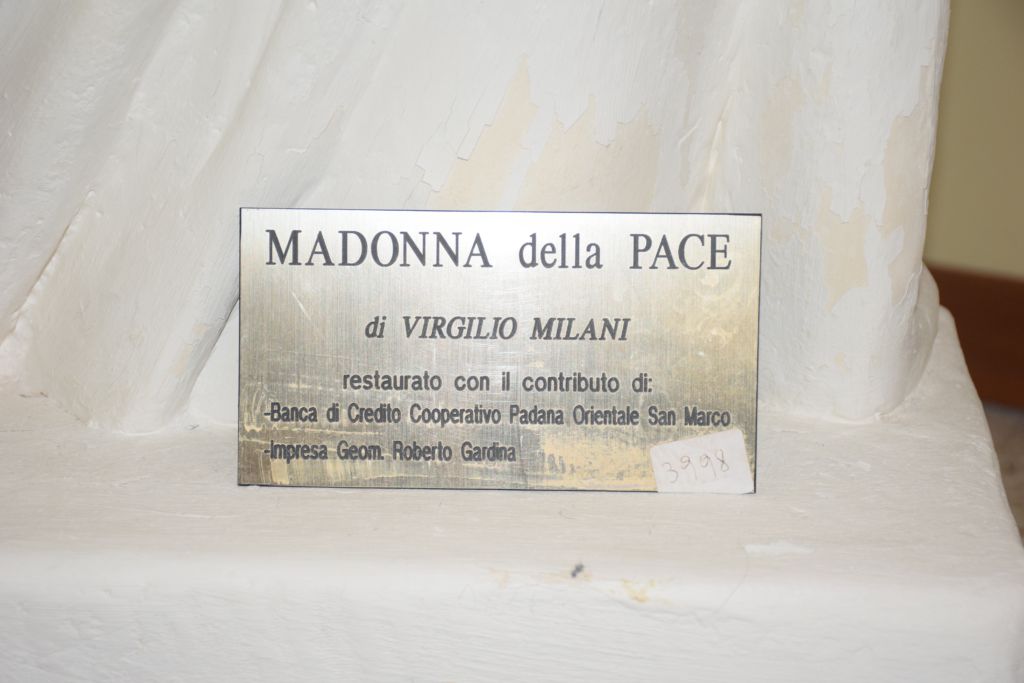 MADONNA della PACE
di VIRGILIO MILANI
restaurato con il contributo di:
-Banca di Credito Cooperativo Padana Orientale San Marco
-Impresa Geom. Roberto Gardina
3998